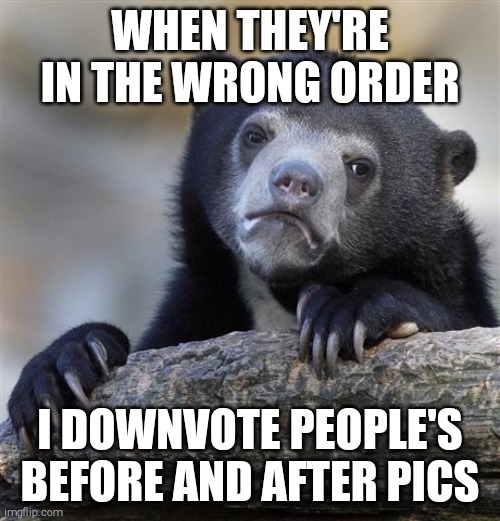 WHEN THEY'RE
IN THE WRONG ORDER
I DOWNVOTE PEOPLE'S
BEFORE AND AFTER PICS
imgflip.com